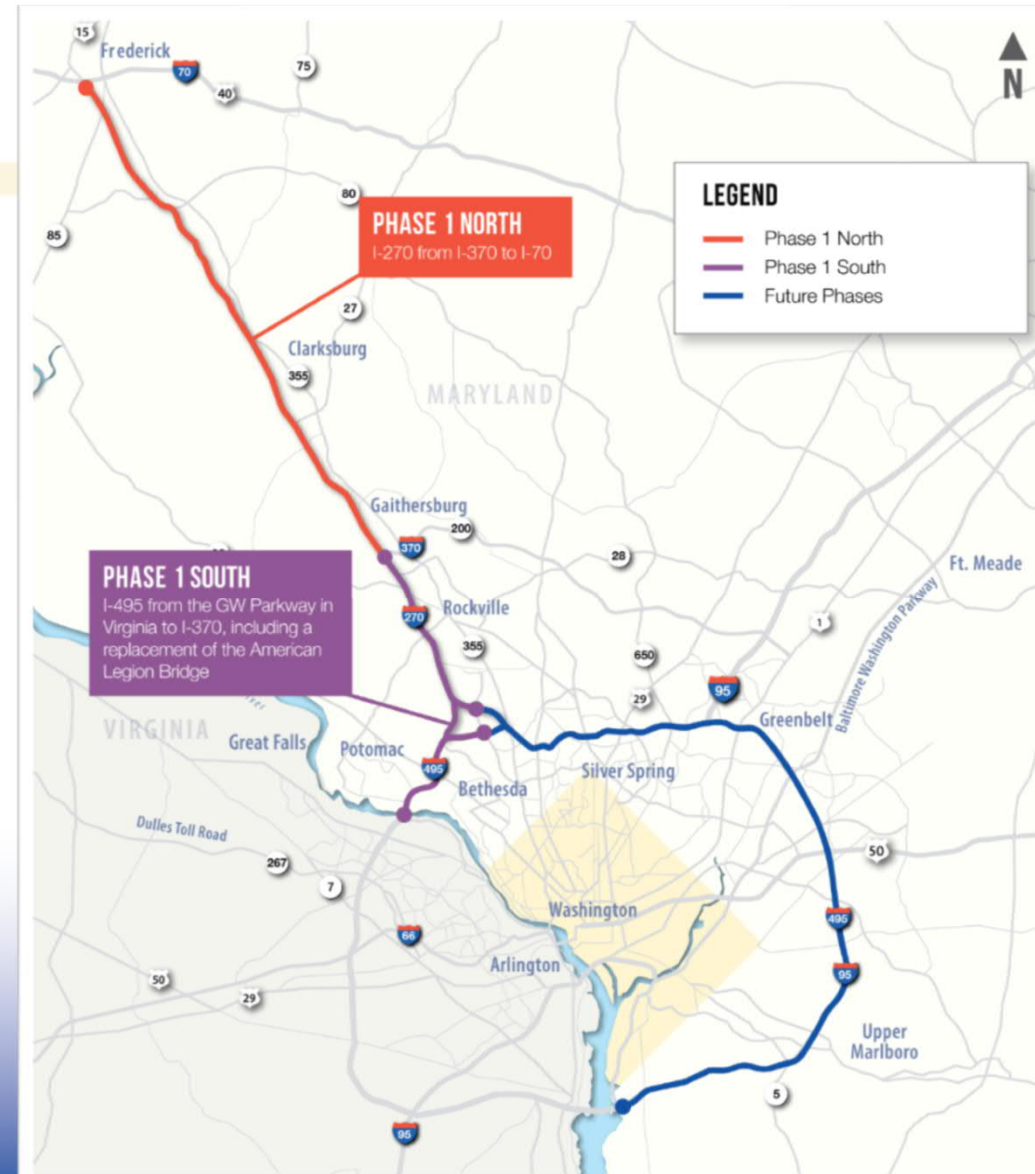 15
Frederick
70
75
40
N
80
LEGEND
Phase 1 North
Phase 1 South
Future Phases
PHASE 1 NORTH
I-270 from I-370 to I-70
85
27
Clarksburg
355
MARYLAND
Gaithersburg
200
370
28
Ft. Meade
PHASE 1 SOUTH
I-495 from the GW Parkway in
Virginia to I-370, including a
replacement of the American
Legion Bridge
270
Rockville
355
1
650
Baltimore Washington Parkway
95
29
Greenbelt
VIRGINIA
Great Falls
Potomac
495
Silver Spring
Bethesda
Dulles Toll Road
267
7
50
Washington
495
66
Arlington
95
50
29
Upper
Marlboro
5
95